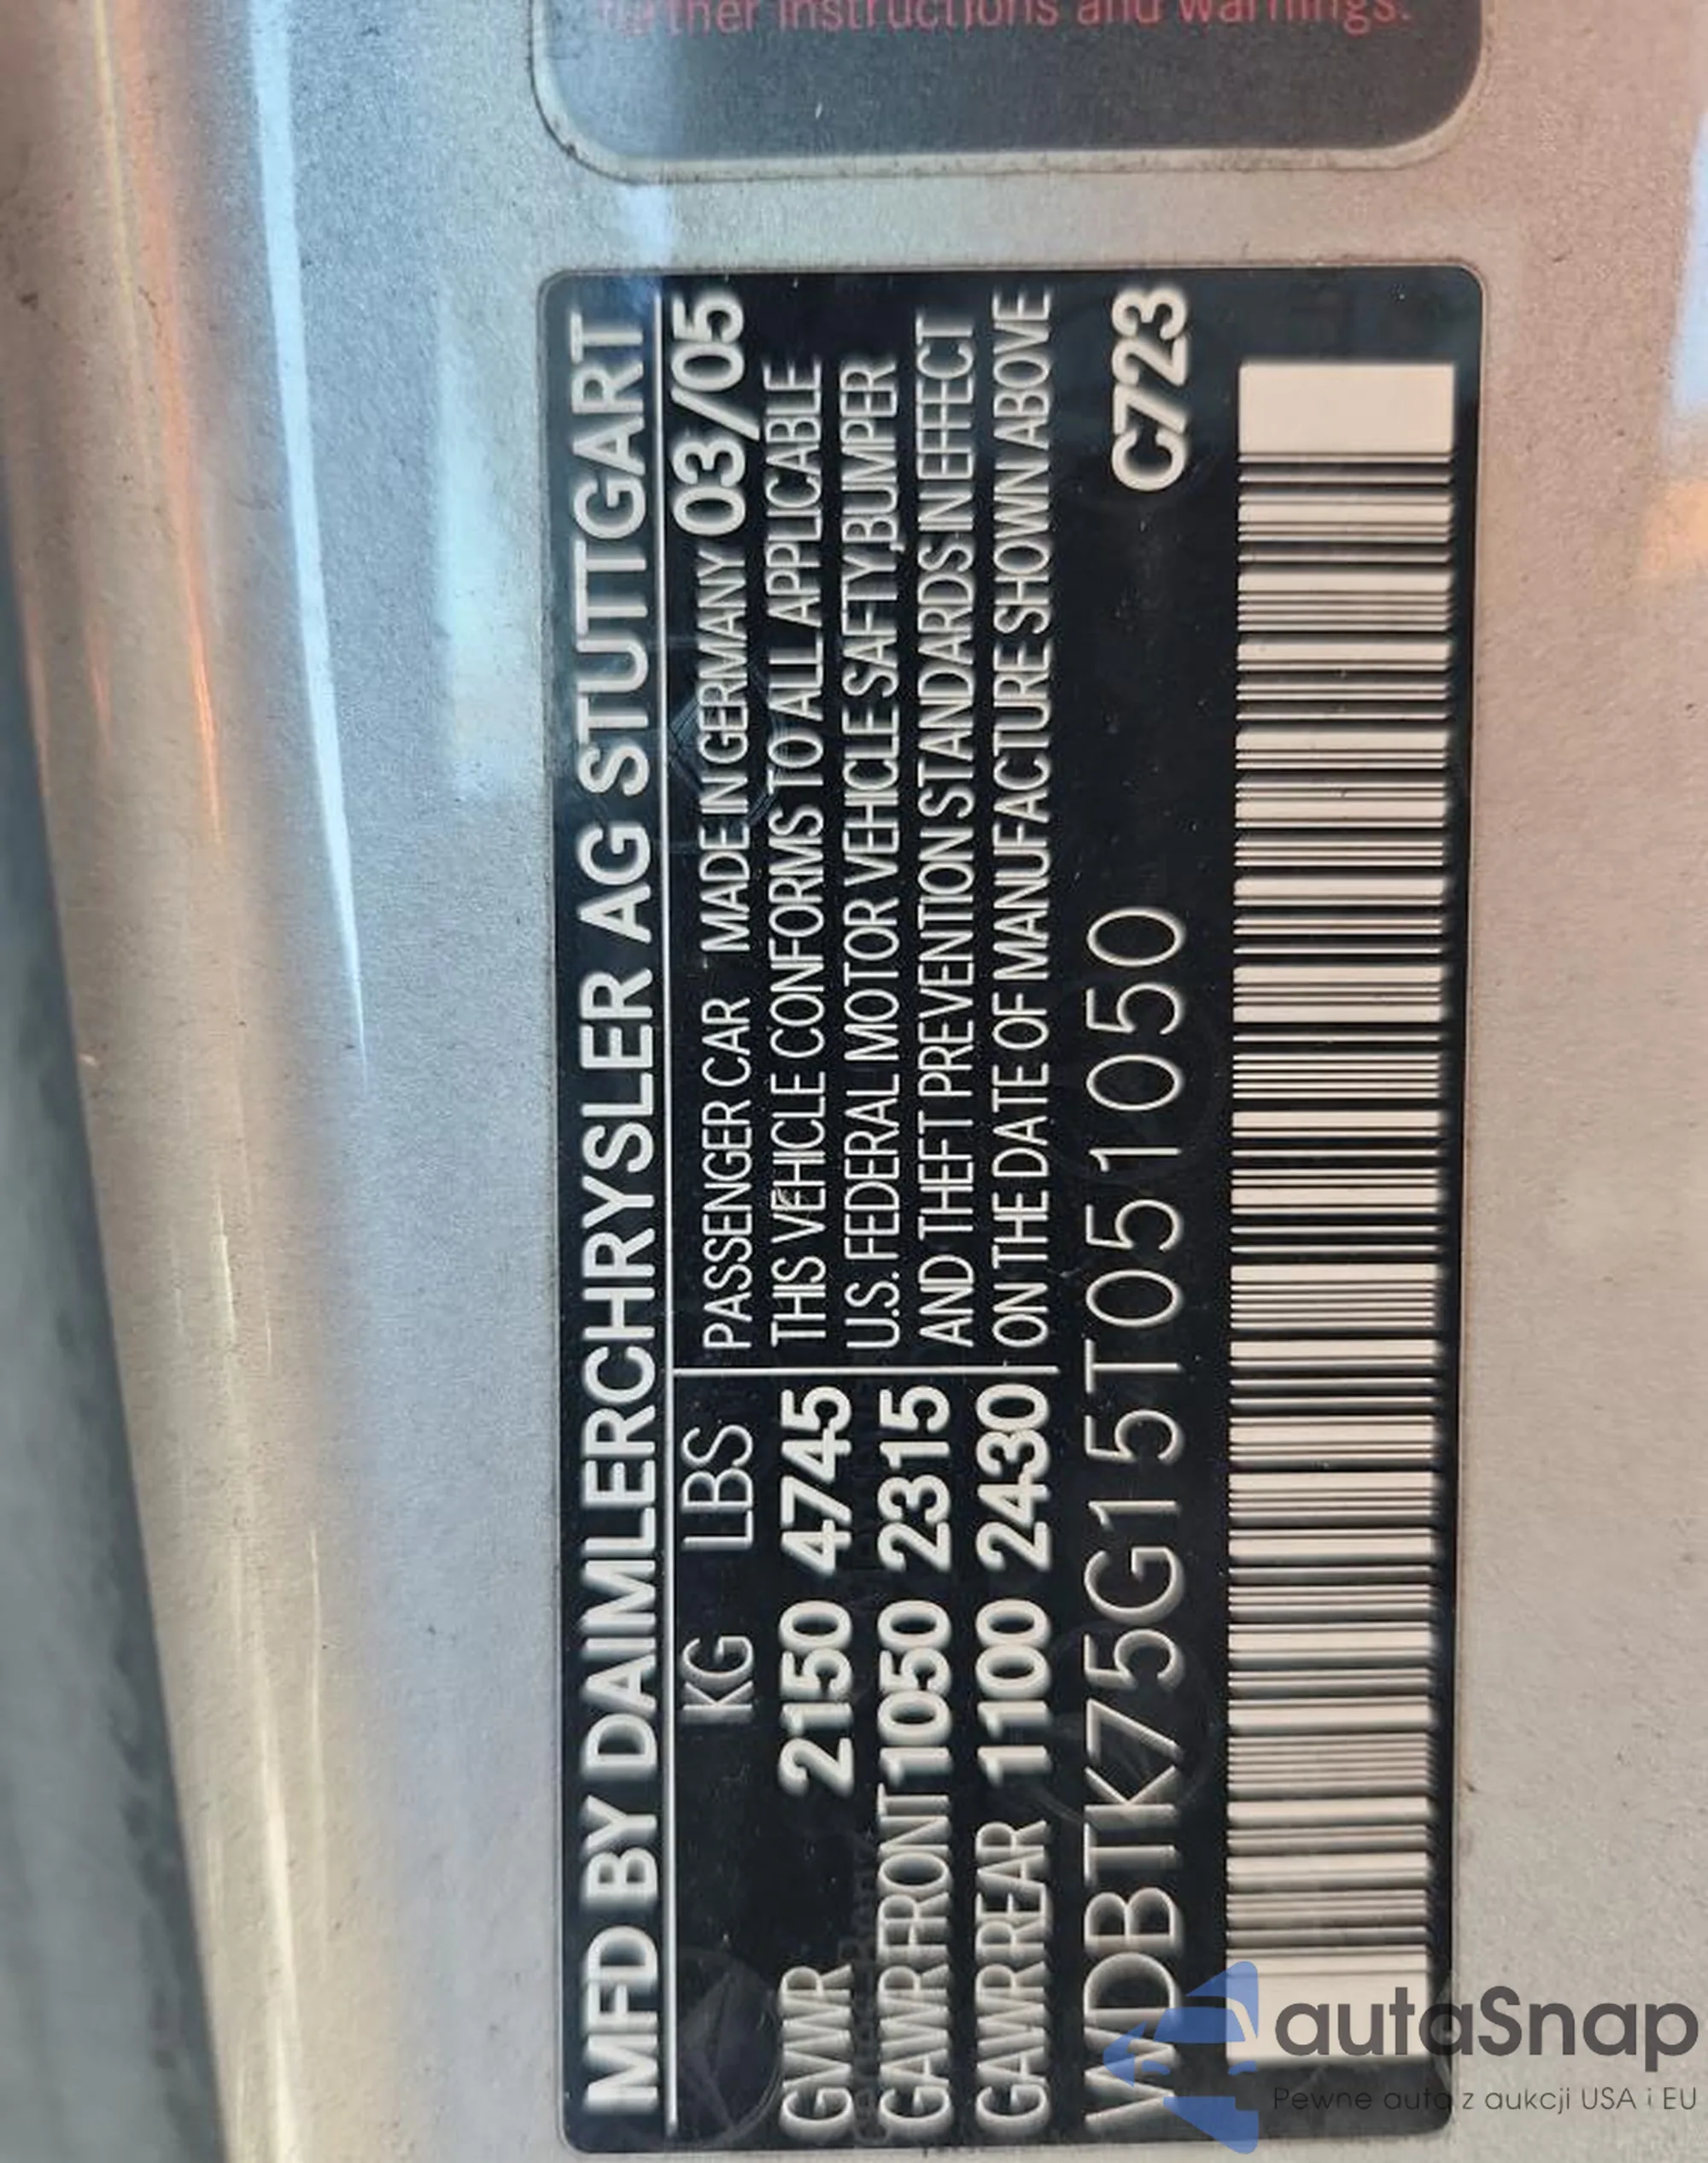 further instructions and warnings.
MFD BY DAIMLERCHRYSLER AG STUTTGART
KG LBS
GVWR 2150 4745
GAWR FRONT 1050 2315
GAWR REAR 1100 2430
PASSENGER CAR MADE IN GERMANY 03/05
THIS VEHICLE CONFORMS TO ALL APPLICABLE
U.S. FEDERAL MOTOR VEHICLE SAFTY,BUMPER
AND THEFT PREVENTION STANDARDS IN EFFECT
ON THE DATE OF MANUFACTURE SHOWN ABOVE
WDBTK75G15T051050
C723
autaSnap
Pewne auta z aukcji USA i EU